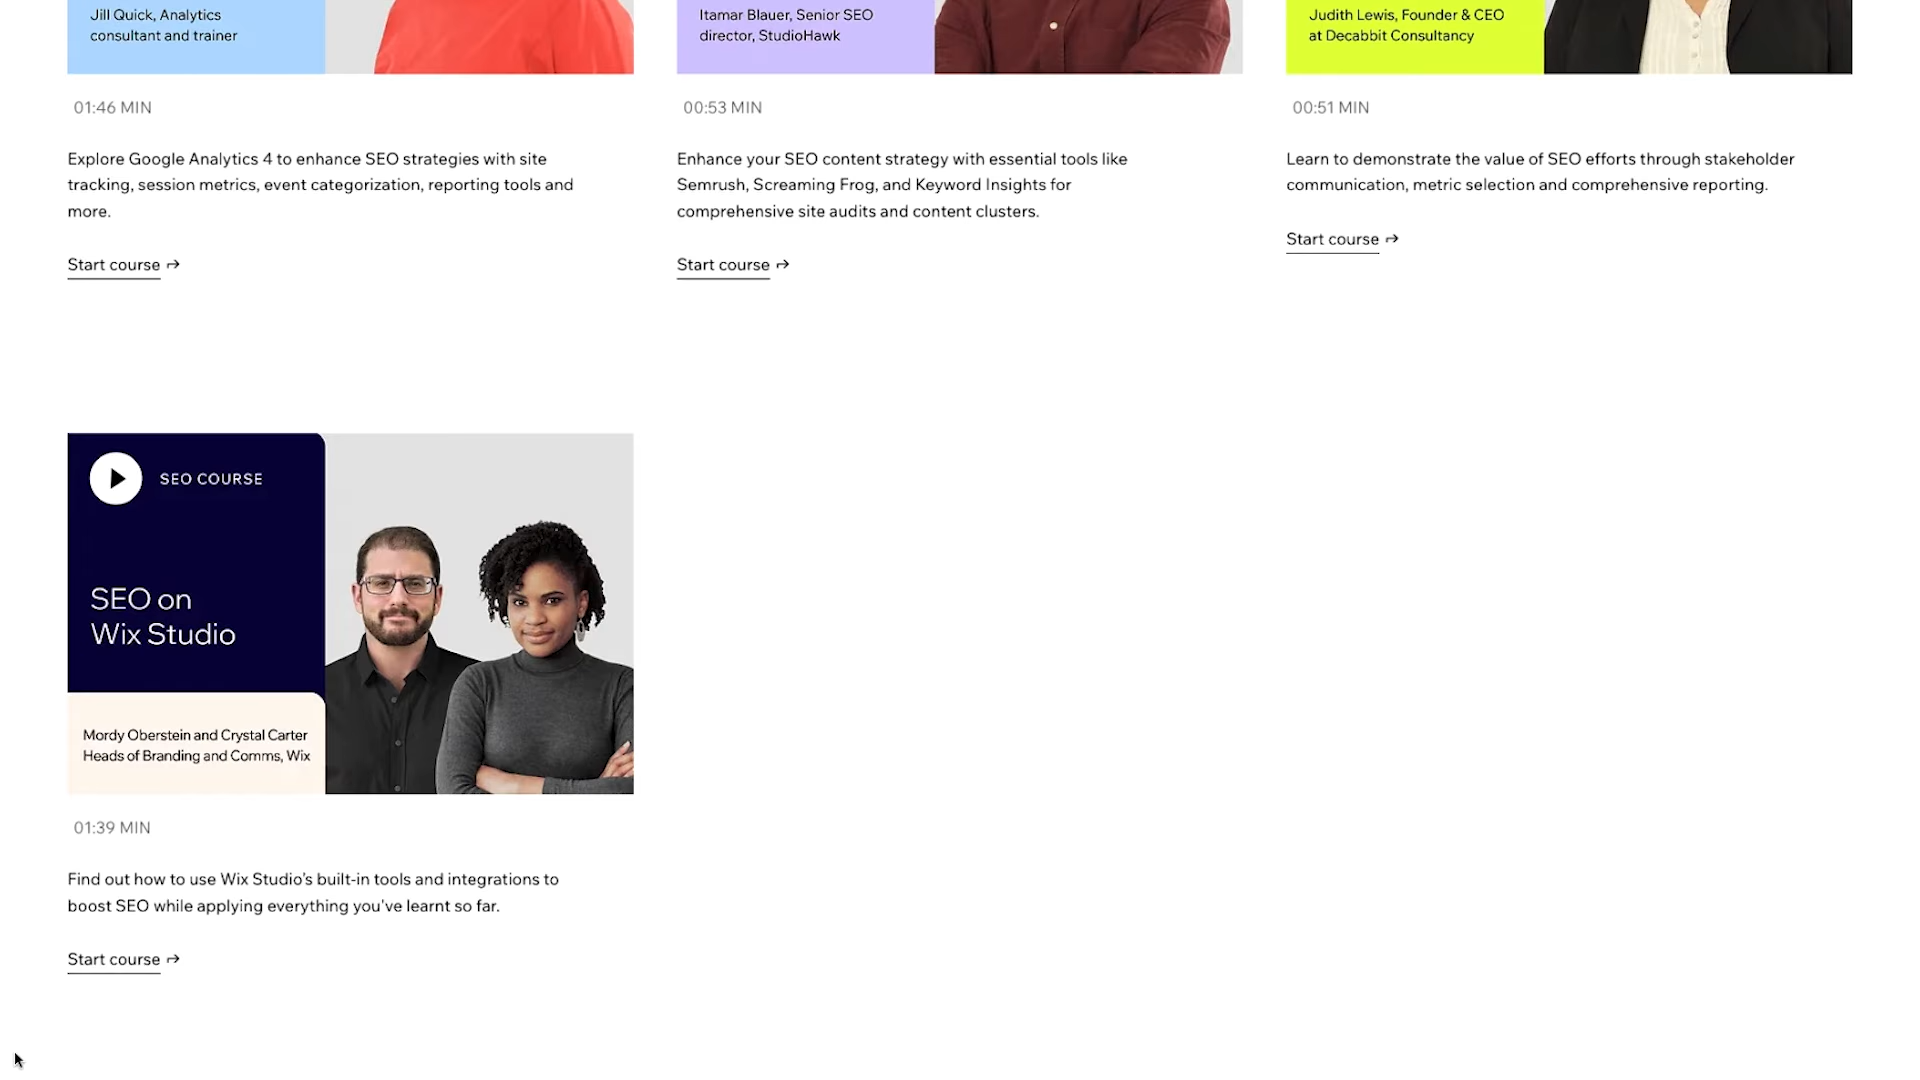 Jill Quick, Analytics
consultant and trainer
01:46 MIN
Explore Google Analytics 4 to enhance SEO strategies with site
tracking, session metrics, event categorization, reporting tools and
more.
Start course
Itamar Blauer, Senior SEO
director, StudioHawk
00:53 MIN
Enhance your SEO content strategy with essential tools like
Semrush, Screaming Frog, and Keyword Insights for
comprehensive site audits and content clusters.
Start course
Judith Lewis, Founder & CEO
at Decabbit Consultancy
00:51 MIN
Learn to demonstrate the value of SEO efforts through stakeholder
communication, metric selection and comprehensive reporting.
Start course
SEO COURSE
SEO on
Wix Studio
Mordy Oberstein and Crystal Carter
Heads of Branding and Comms, Wix
01:39 MIN
Find out how to use Wix Studio's built-in tools and integrations to
boost SEO while applying everything you've learnt so far.
Start course